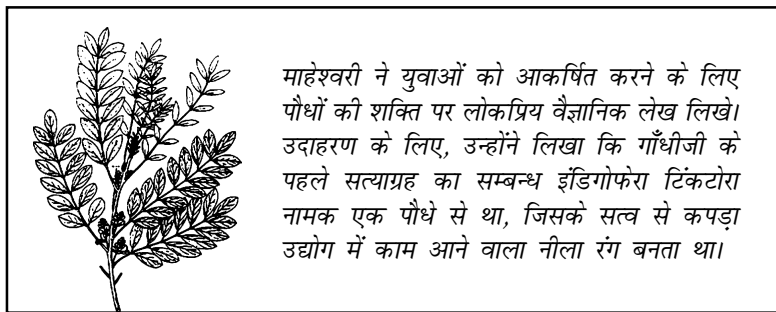 माहेश्वरी ने युवाओं को आकर्षित करने के लिए
पौधों की शक्ति पर लोकप्रिय वैज्ञानिक लेख लिखे।
उदाहरण के लिए, उन्होंने लिखा कि गाँधीजी के
पहले सत्याग्रह का सम्बन्ध इंडिगोफेरा टिंकटोरा
नामक एक पौधे से था, जिसके सत्व से कपड़ा
उद्योग में काम आने वाला नीला रंग बनता था।